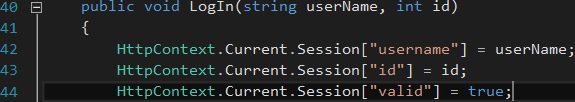 40 public void LogIn(string userName, int id)
41 {
42 HttpContext.Current.Session["username"] = userName;
43 HttpContext.Current.Session["id"] = id;
44 HttpContext.Current.Session["valid"] = true;